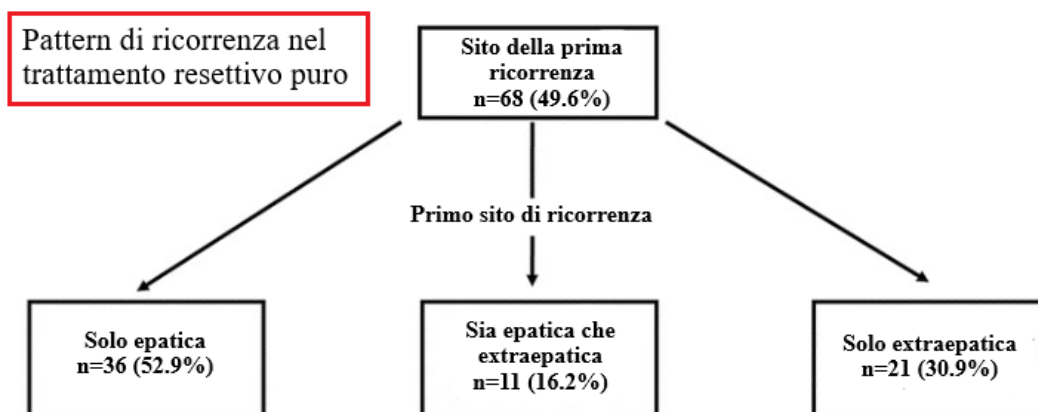 Pattern di ricorrenza nel
trattamento resettivo puro
Sito della prima
ricorrenza
n=68 (49.6%)
Primo sito di ricorrenza
Solo epatica
n=36 (52.9%)
Sia epatica che
extraepatica
n=11 (16.2%)
Solo extraepatica
n=21 (30.9%)